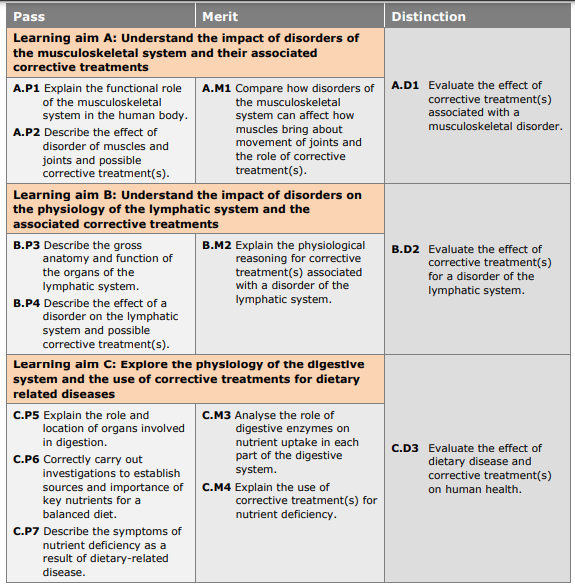 Pass
Merit
Distinction
Learning aim A: Understand the impact of disorders of
the musculoskeletal system and their associated
corrective treatments
A.P1 Explain the functional role
of the musculoskeletal
system in the human body.
A.P2 Describe the effect of
disorder of muscles and
joints and possible
corrective treatment(s).
A.M1 Compare how disorders of
the musculoskeletal
system can affect how
muscles bring about
movement of joints and
the role of corrective
treatment(s).
A.D1 Evaluate the effect of
corrective treatment(s)
associated with a
musculoskeletal disorder.
Learning aim B: Understand the impact of disorders on
the physiology of the lymphatic system and the
associated corrective treatments
B.P3 Describe the gross
anatomy and function of
the organs of the
lymphatic system.
B.P4 Describe the effect of a
disorder on the lymphatic
system and possible
corrective treatment(s).
B.M2 Explain the physiological
reasoning for corrective
treatment(s) associated
with a disorder of the
lymphatic system.
B.D2 Evaluate the effect of
corrective treatment(s)
for a disorder of the
lymphatic system.
Learning aim C: Explore the physiology of the digestive
system and the use of corrective treatments for dietary
related diseases
C.P5 Explain the role and
location of organs involved
in digestion.
C.P6 Correctly carry out
investigations to establish
sources and importance of
key nutrients for a
balanced diet.
C.P7 Describe the symptoms of
nutrient deficiency as a
result of dietary-related
disease.
C.M3 Analyse the role of
digestive enzymes on
nutrient uptake in each
part of the digestive
system.
C.M4 Explain the use of
corrective treatment(s) for
nutrient deficiency.
C.D3 Evaluate the effect of
dietary disease and
corrective treatment(s)
on human health.